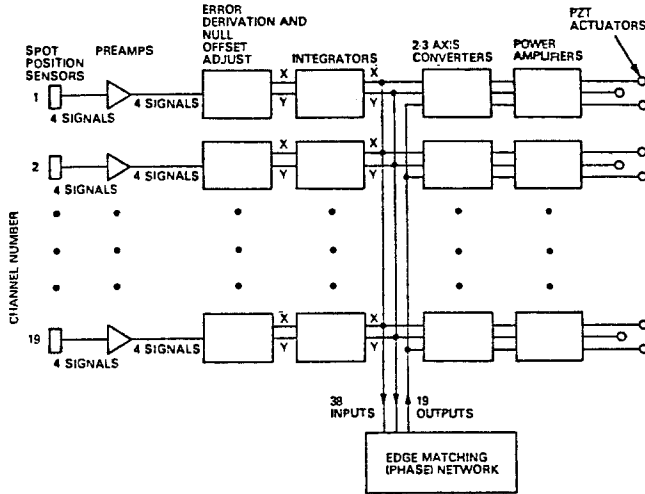 ERROR
DERIVATION AND
NULL
OFFSET
ADJUST
PZT
ACTUATORS
SPOT
POSITION
SENSORS
PREAMPS
INTEGRATORS
2-3 AXIS
CONVERTERS
POWER
AMPLIFIERS
X
X
1
Y
Y
4 SIGNALS
4 SIGNALS
X
X
2
Y
Y
4 SIGNALS
4 SIGNALS
CHANNEL NUMBER
X
X
19
Y
Y
4 SIGNALS
4 SIGNALS
38
INPUTS
19
OUTPUTS
EDGE MATCHING
(PHASE) NETWORK